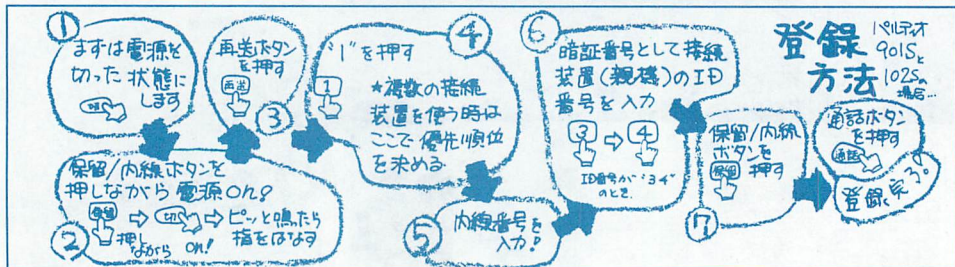 登録
方法
パルディオ
901Sと
102Sの
場合…
①
まずは電源を
切った状態に
します
切
②
保留/内線ボタンを
押しながら電源on!
保留 ⇨ 切 ⇨ ピッと鳴たら
指をはなす
押し
ながら on!
③
再送ボタン
を押す
再送
④
"1"を押す
1
★複数の接続
装置を使う時は
ここで優先順位
を決める
⑤
内線番号を
入力!
⑥
暗証番号として接続
装置(親機)のID
番号を入力
3 ⇨ 4
ID番号が"34"
のとき
⑦
保留/内線
ボタンを
押す
保留
通話ボタン
を押す
通話
登録完了。